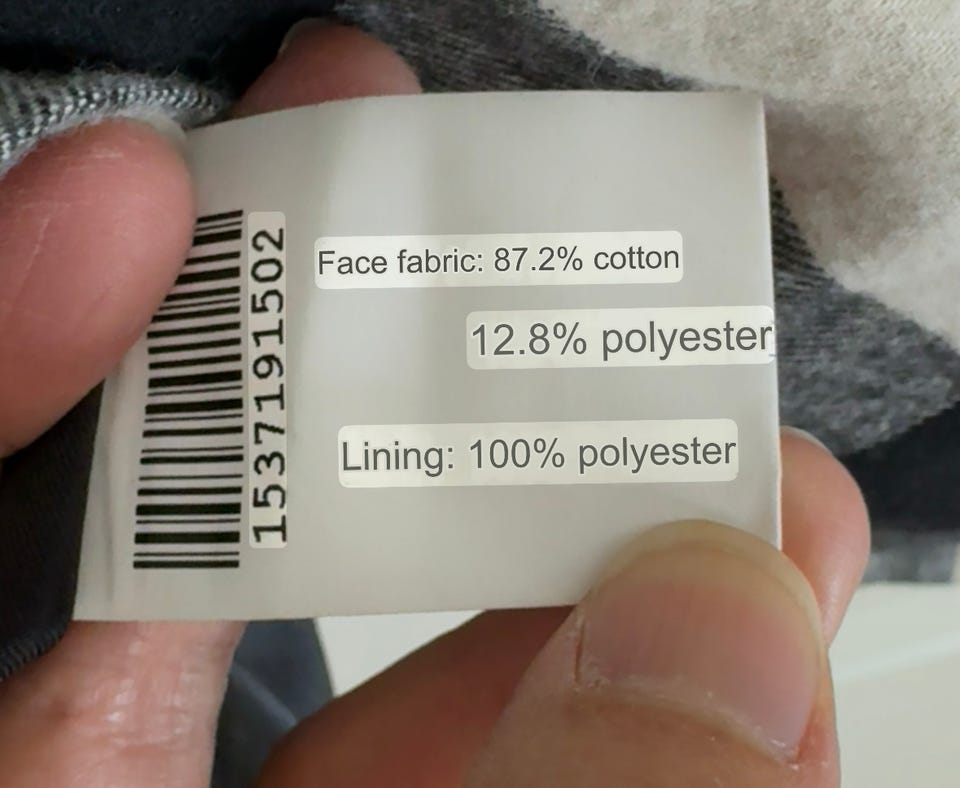 1537191502
Face fabric: 87.2% cotton
12.8% polyester
Lining: 100% polyester